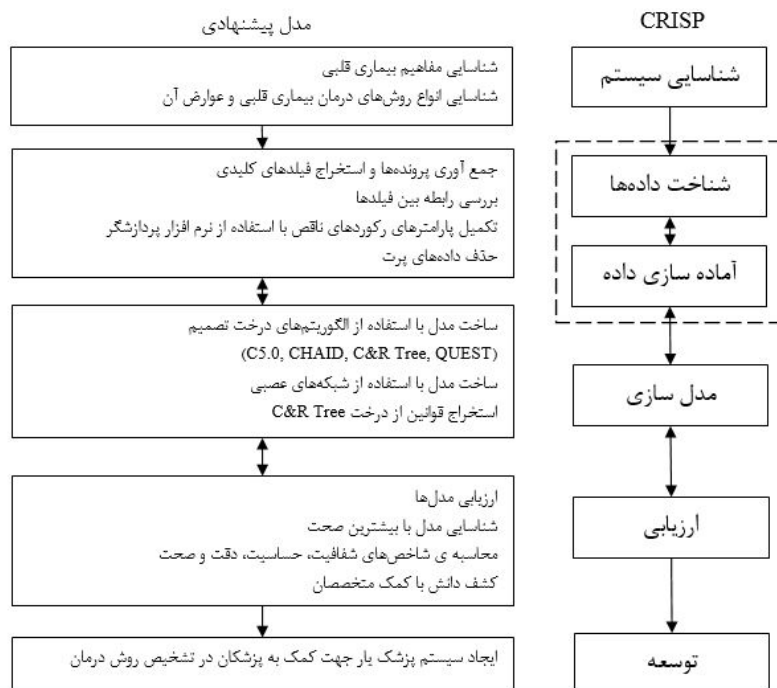 CRISP
مدل پیشنهادی
شناسایی سیستم
شناسایی مفاهیم بیماری قلبی
شناسایی انواع روش‌های درمان بیماری قلبی و عوارض آن
شناخت داده‌ها
آماده سازی داده
جمع آوری پرونده‌ها و استخراج فیلدهای کلیدی
بررسی رابطه بین فیلدها
تکمیل پارامترهای رکوردهای ناقص با استفاده از نرم افزار پردازشگر
حذف داده‌های پرت
مدل سازی
ساخت مدل با استفاده از الگوریتم‌های درخت تصمیم
(C5.0, CHAID, C&R Tree, QUEST)
ساخت مدل با استفاده از شبکه‌های عصبی
استخراج قوانین از درخت C&R Tree
ارزیابی
ارزیابی مدل‌ها
شناسایی مدل با بیشترین صحت
محاسبه ی شاخص‌های شفافیت، حساسیت، دقت و صحت
کشف دانش با کمک متخصصان
توسعه
ایجاد سیستم پزشک یار جهت کمک به پزشکان در تشخیص روش درمان